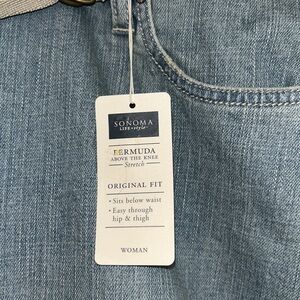 SONOMA
LIFE + style
BERMUDA
ABOVE THE KNEE
Stretch
ORIGINAL FIT
• Sits below waist
• Easy through
hip & thigh
WOMAN